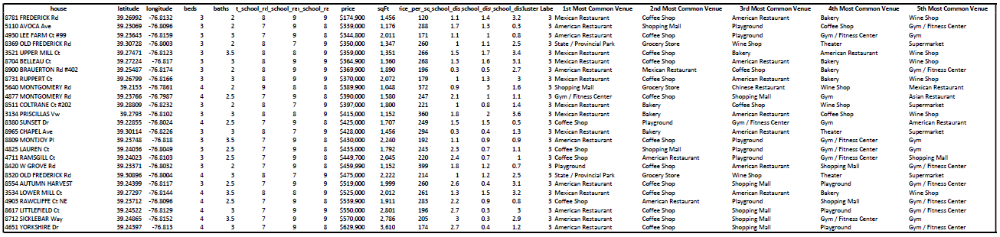 house latitude longitude beds baths t_school_rat l_school_rat l_school_ra price sqFt rice_per_sq school_dis school_dis school_dist luster Labe 1st Most Common Venue 2nd Most Common Venue 3rd Most Common Venue 4th Most Common Venue 5th Most Common Venue
8781 FREDERICK Rd 39.26992 -76.8132 3 2 8 9 9 $174,900 1,456 120 1.1 1.4 3.2 3 Mexican Restaurant Coffee Shop American Restaurant Bakery Wine Shop
5110 AVOCA Ave 39.23069 -76.8096 3 2 7 9 8 $339,000 1,176 288 1.7 1.3 0.3 3 American Restaurant Shopping Mall Playground Coffee Shop Gym / Fitness Center
4930 LEE FARM Ct #99 39.23643 -76.8159 3 3 7 9 8 $344,800 2,011 171 1.1 1 0.8 3 American Restaurant Coffee Shop Playground Gym / Fitness Center Gym
8369 OLD FREDERICK Rd 39.30728 -76.8003 3 2 8 7 9 $350,000 1,347 260 1 1.1 2.5 3 State / Provincial Park Grocery Store Wine Shop Theater Supermarket
3521 UPPER MILL Ct 39.27471 -76.8123 3 3.5 8 8 9 $359,000 1,351 266 1.5 1.7 3.4 3 Mexican Restaurant Coffee Shop Bakery American Restaurant Wine Shop
8704 BELLEAU Ct 39.27224 -76.817 3 3 8 9 9 $364,900 1,360 268 1.3 1.6 3.1 3 Mexican Restaurant Coffee Shop American Restaurant Bakery Wine Shop
8900 BRAUERTON Rd #402 39.25487 -76.8174 3 2 8 9 9 $369,900 1,890 196 0.3 0.5 2.7 3 American Restaurant Mexican Restaurant Coffee Shop Bakery Gym / Fitness Center
8731 RUPPERT Ct 39.26799 -76.8166 3 3 8 9 9 $370,000 2,072 179 1 1.3 3 3 Mexican Restaurant Coffee Shop American Restaurant Bakery Wine Shop
5640 MONTGOMERY Rd 39.2153 -76.7861 4 2 9 8 9 $389,900 1,048 372 0.9 3 1.6 3 Shopping Mall Grocery Store Chinese Restaurant Wine Shop Mexican Restaurant
4877 MONTGOMERY Rd 39.23766 -76.7987 4 2.5 7 9 8 $390,000 1,580 247 2.1 1 1.1 3 Gym / Fitness Center Coffee Shop Shopping Mall Gym Asian Restaurant
8511 COLTRANE Ct #202 39.28809 -76.8232 3 2 8 7 9 $397,000 1,800 221 1 0.8 1.4 3 Mexican Restaurant Bakery American Restaurant Wine Shop Supermarket
3134 PRISCILLAS Vw 39.2793 -76.8102 3 3 8 8 9 $415,000 1,152 360 1.8 2 3.6 3 Mexican Restaurant Bakery American Restaurant Coffee Shop Wine Shop
8380 SUNSET Dr 39.22855 -76.8024 4 2.5 7 9 8 $425,000 1,707 249 1.5 1.5 0.5 3 Coffee Shop Playground Gym / Fitness Center Gym American Restaurant
8965 CHAPEL Ave 39.30114 -76.8226 3 3 8 7 9 $428,000 1,456 294 0.3 0.4 1.3 3 Mexican Restaurant Bakery American Restaurant Theater Supermarket
8809 MONTJOY Pl 39.23748 -76.818 3 3.5 7 9 8 $430,000 2,240 192 1.1 0.9 0.9 3 American Restaurant Coffee Shop Playground Gym / Fitness Center Gym
4825 LAUREN Ct 39.24036 -76.8049 3 2.5 7 9 8 $435,000 1,792 243 2.3 0.7 1.1 3 Coffee Shop Shopping Mall Playground Gym / Fitness Center Gym
4711 RAMSGILL Ct 39.24023 -76.8103 3 2.5 7 9 8 $449,700 2,045 220 2.4 0.7 1 3 Coffee Shop American Restaurant Playground Gym / Fitness Center Shopping Mall
8420 W GROVE Rd 39.23371 -76.8032 3 2 7 9 8 $459,990 1,152 399 1.8 1.2 0.7 3 Playground Coffee Shop American Restaurant Shopping Mall Gym / Fitness Center
8320 OLD FREDERICK Rd 39.30896 -76.8004 4 3 8 7 9 $475,000 2,222 214 1 1.2 2.5 3 State / Provincial Park Grocery Store Wine Shop Theater Supermarket
8554 AUTUMN HARVEST 39.24399 -76.8117 3 2.5 7 9 8 $519,000 1,999 260 2.6 0.4 3.1 3 American Restaurant Coffee Shop Shopping Mall Playground Gym / Fitness Center
3534 LOWER MILL Ct 39.27297 -76.8144 4 3.5 8 8 9 $525,000 2,012 261 1.3 1.5 3.2 3 Mexican Restaurant Coffee Shop American Restaurant Bakery Wine Shop
4903 RAWCLIFFE Ct NE 39.23712 -76.8096 4 2.5 7 9 8 $539,900 1,911 283 2.2 0.9 0.8 3 Coffee Shop American Restaurant Playground Shopping Mall Gym / Fitness Center
8617 LITTLEFIELD Ct 39.24522 -76.8129 4 3 7 9 9 $550,000 2,801 196 2.7 0.3 3 3 American Restaurant Coffee Shop Shopping Mall Playground Gym / Fitness Center
8712 SICKLEBAR Way 39.24865 -76.8152 4 3.5 7 9 9 $570,000 2,786 205 3 0.3 2.9 3 American Restaurant Coffee Shop Shopping Mall Gym / Fitness Center Gym
4651 YORKSHIRE Dr 39.24397 -76.813 4 3 7 9 8 $629,900 3,610 174 2.7 0.4 1.2 3 American Restaurant Coffee Shop Shopping Mall Playground Gym / Fitness Center